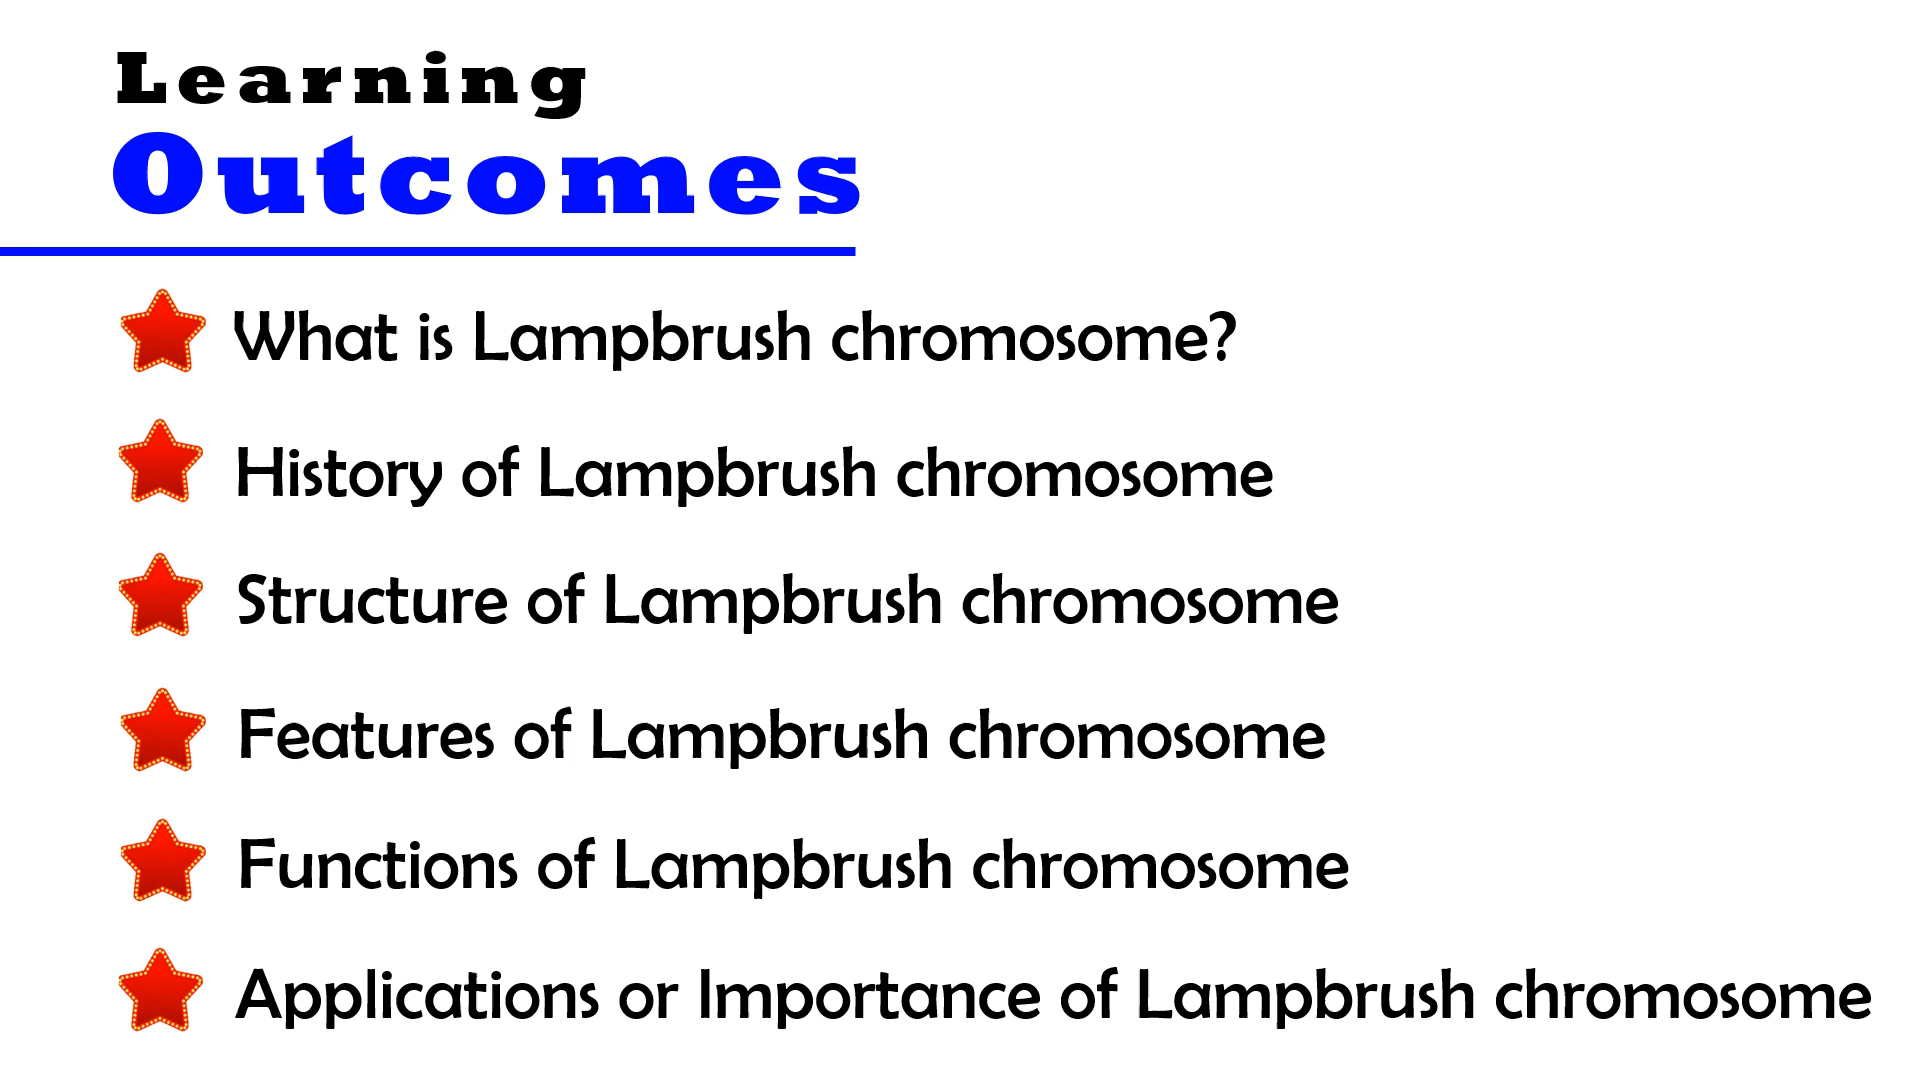 Learning
Outcomes
What is Lampbrush chromosome?
History of Lampbrush chromosome
Structure of Lampbrush chromosome
Features of Lampbrush chromosome
Functions of Lampbrush chromosome
Applications or Importance of Lampbrush chromosome